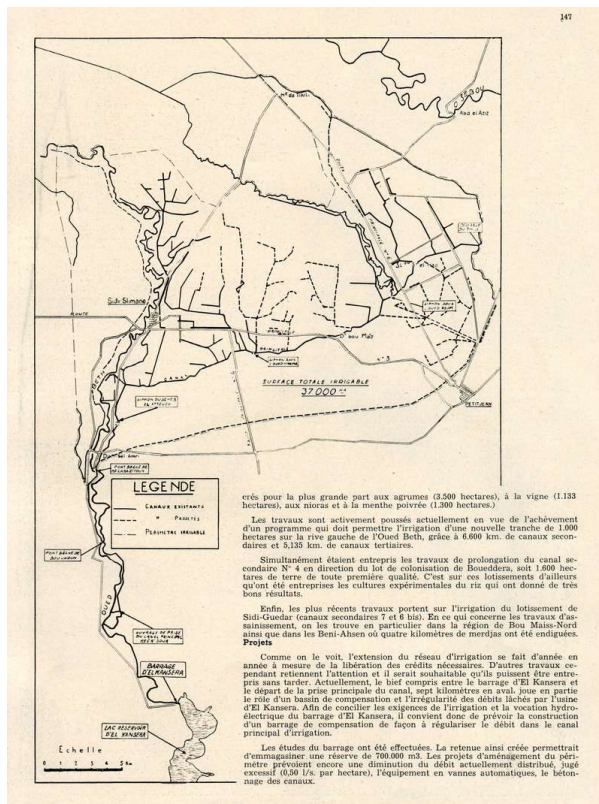 147
Sidi Slimane
ROUTE
CANAL
O. Bou Maïz
N° 3
PETITJEAN
SURFACE TOTALE IRRIGABLE
37000 HA
OUED
LEGENDE
CANAUX EXISTANTS
" PROJETES
PERIMETRE IRRIGABLE
BARRAGE
D'EL KANSERA
LAC RESERVOIR
D'EL KANSERA
Echelle
0 1 2 3 4 5 Km
crés pour la plus grande part aux agrumes (3.500 hectares), à la vigne (1.133
hectares), aux nioras et à la menthe poivrée (1.300 hectares.)
Les travaux sont activement poussés actuellement en vue de l'achèvement
d'un programme qui doit permettre l'irrigation d'une nouvelle tranche de 1.000
hectares sur la rive gauche de l'Oued Beth, grâce à 6.600 km. de canaux secon-
daires et 5,135 km. de canaux tertiaires.
Simultanément étaient entrepris les travaux de prolongation du canal se-
condaire N° 4 en direction du lot de colonisation de Boueddera, soit 1.600 hec-
tares de terre de toute première qualité. C'est sur ces lotissements d'ailleurs
qu'ont été entreprises les cultures expérimentales du riz qui ont donné de très
bons résultats.
Enfin, les plus récents travaux portent sur l'irrigation du lotissement de
Sidi-Guedar (canaux secondaires 7 et 6 bis). En ce qui concerne les travaux d'as-
sainissement, on les trouve en particulier dans la région de Bou Maiss-Nord
ainsi que dans les Beni-Ahsen où quatre kilomètres de merdjas ont été endiguées.
Projets
Comme on le voit, l'extension du réseau d'irrigation se fait d'année en
année à mesure de la libération des crédits nécessaires. D'autres travaux ce-
pendant retiennent l'attention et il serait souhaitable qu'ils puissent être entre-
pris sans tarder. Actuellement, le bief compris entre le barrage d'El Kansera et
le départ de la prise principale du canal, sept kilomètres en aval. joue en partie
le rôle d'un bassin de compensation et l'irrégularité des débits lâchés par l'usine
d'El Kansera. Afin de concilier les exigences de l'irrigation et la vocation hydro-
électrique du barrage d'El Kansera, il convient donc de prévoir la construction
d'un barrage de compensation de façon à régulariser le débit dans le canal
principal d'irrigation.
Les études du barrage ont été effectuées. La retenue ainsi créée permettrait
d'emmagasiner une réserve de 700.000 m3. Les projets d'aménagement du péri-
mètre prévoient encore une diminution du débit actuellement distribué, jugé
excessif (0,50 l/s. par hectare), l'équipement en vannes automatiques, le béton-
nage des canaux.